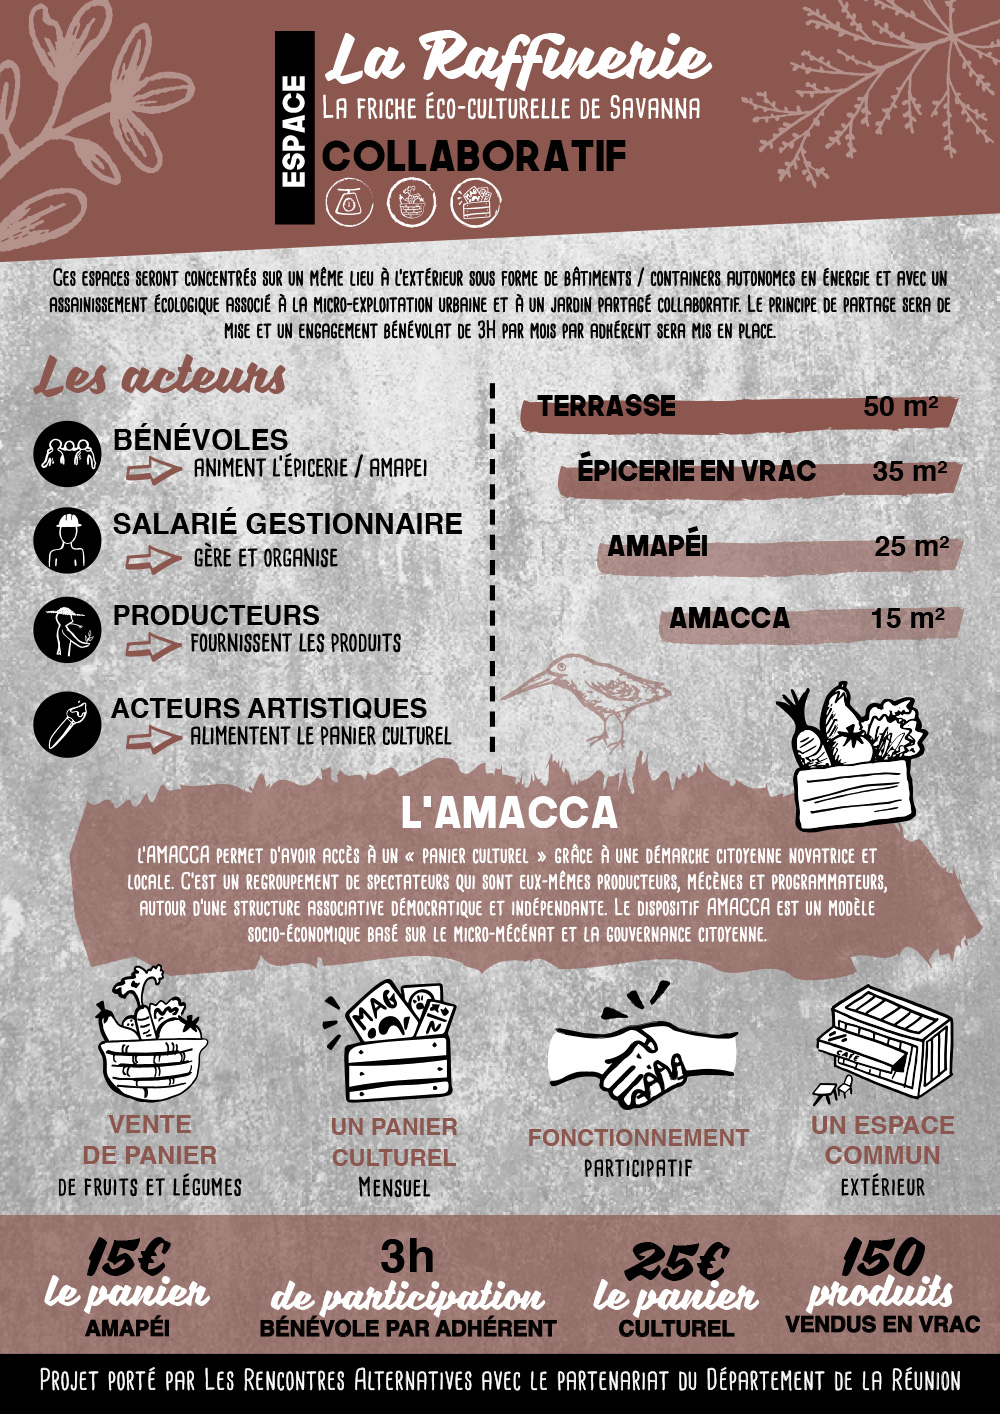 La Raffinerie
La friche éco-culturelle de Savanna
ESPACE
COLLABORATIF
Ces espaces seront concentrés sur un même lieu à l'extérieur sous forme de bâtiments / containers autonomes en énergie et avec un
assainissement écologique associé à la micro-exploitation urbaine et à un jardin partagé collaboratif. Le principe de partage sera de
mise et un engagement bénévolat de 3H par mois par adhérent sera mis en place.
Les acteurs
BÉNÉVOLES
animent l'épicerie / AMAPEI
SALARIÉ GESTIONNAIRE
gère et organise
PRODUCTEURS
fournissent les produits
ACTEURS ARTISTIQUES
alimentent le panier culturel
TERRASSE 50 m²
ÉPICERIE EN VRAC 35 m²
AMAPÉI 25 m²
AMACCA 15 m²
L'AMACCA
L'AMACCA permet d'avoir accès à un « panier culturel » grâce à une démarche citoyenne novatrice et
locale. C'est un regroupement de spectateurs qui sont eux-mêmes producteurs, mécènes et programmateurs,
autour d'une structure associative démocratique et indépendante. Le dispositif AMACCA est un modèle
socio-économique basé sur le micro-mécénat et la gouvernance citoyenne.
MAG
CAFÉ
VENTE
DE PANIER
de fruits et légumes
UN PANIER
CULTUREL
Mensuel
FONCTIONNEMENT
participatif
UN ESPACE
COMMUN
extérieur
15€
le panier
AMAPÉI
3h
de participation
BÉNÉVOLE PAR ADHÉRENT
25€
le panier
CULTUREL
150
produits
VENDUS EN VRAC
Projet porté par Les Rencontres Alternatives avec le partenariat du Département de la Réunion